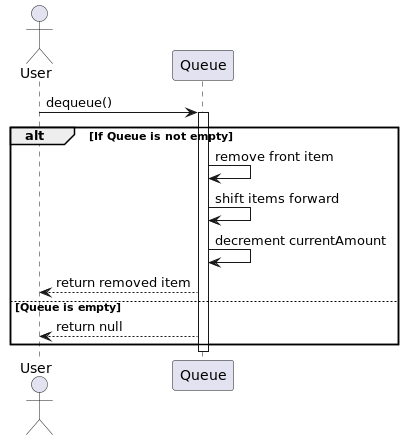 User
Queue
dequeue()
alt [If Queue is not empty]
remove front item
shift items forward
decrement currentAmount
return removed item
[Queue is empty]
return null
User
Queue